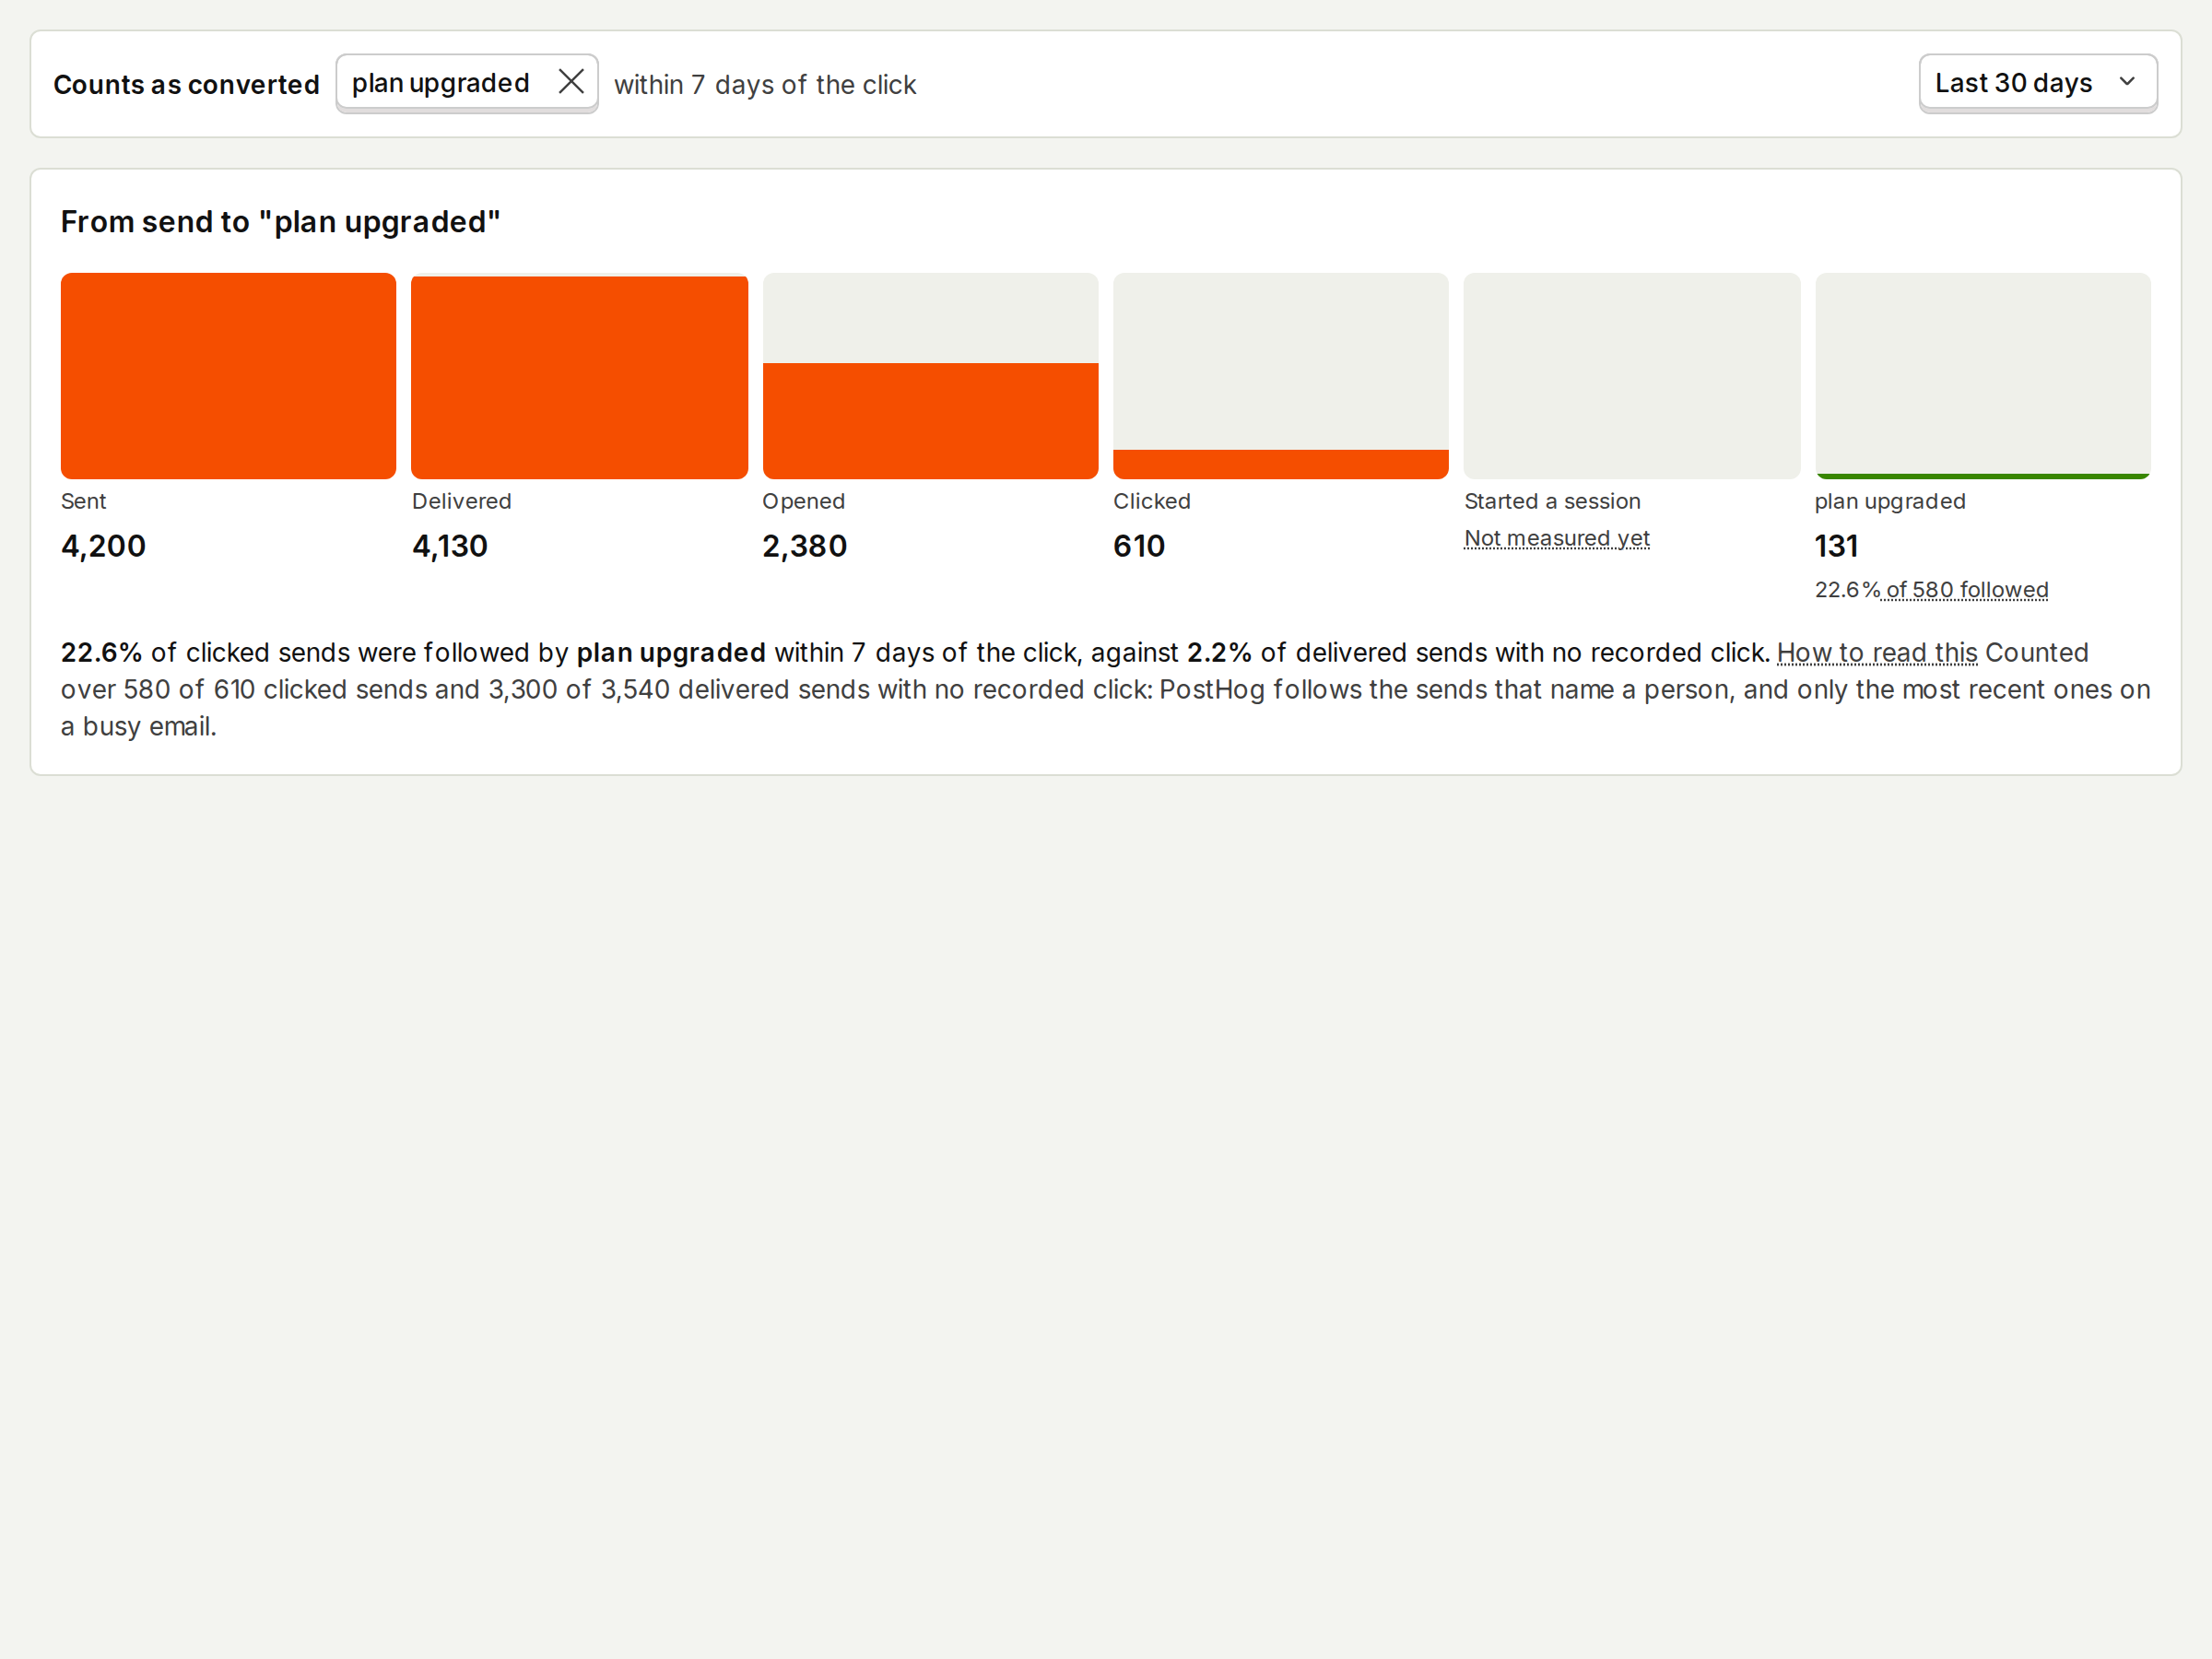 Counts as converted plan upgraded within 7 days of the click Last 30 days
From send to "plan upgraded"
Sent Delivered Opened Clicked Started a session plan upgraded
4,200 4,130 2,380 610 Not measured yet 131
22.6% of 580 followed
22.6% of clicked sends were followed by plan upgraded within 7 days of the click, against 2.2% of delivered sends with no recorded click. How to read this Counted
over 580 of 610 clicked sends and 3,300 of 3,540 delivered sends with no recorded click: PostHog follows the sends that name a person, and only the most recent ones on
a busy email.